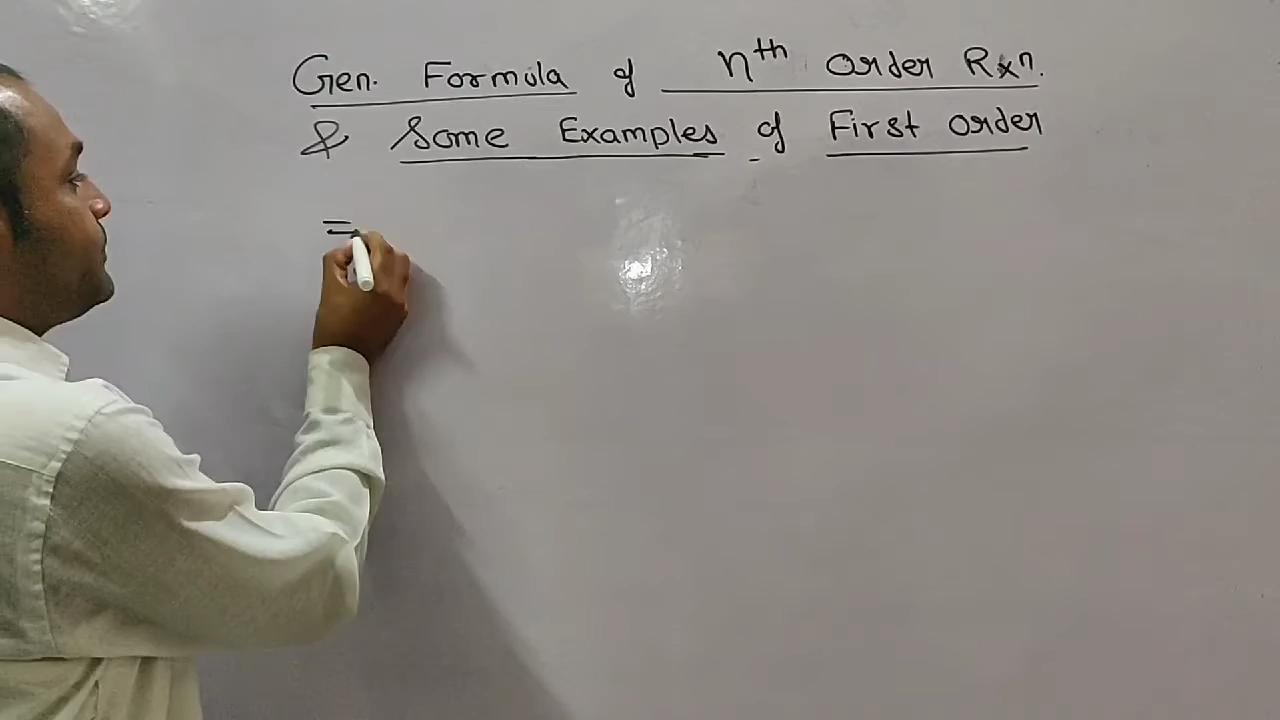 Gen. Formula of nth Order Rxn.
& Some Examples of First Order
=